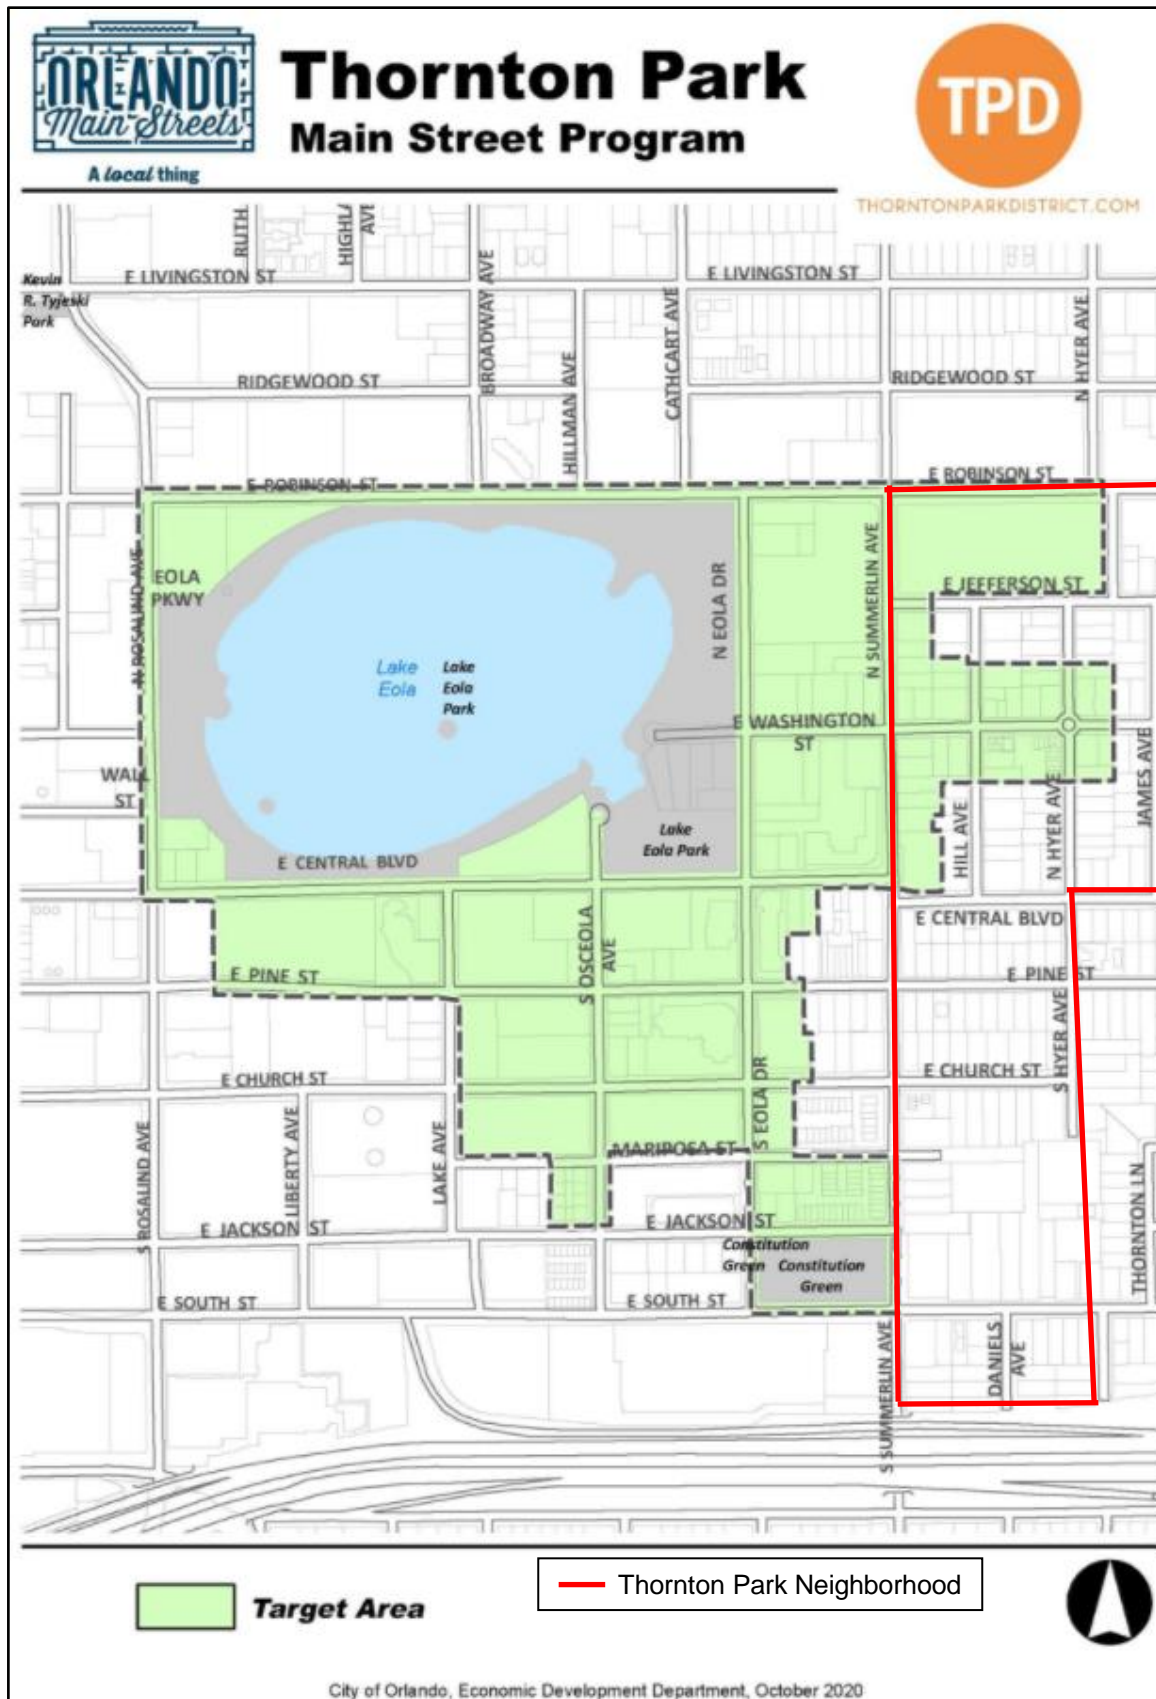 ORLANDO
Main Streets
A local thing
Thornton Park
Main Street Program
TPD
THORNTONPARKDISTRICT.COM
RUTH
HIGHLA
AVE
Kevin
R. Tyjeski
Park
E LIVINGSTON ST
E LIVINGSTON ST
BROADWAY AVE
HILLMAN AVE
CATHCART AVE
N HYER AVE
RIDGEWOOD ST
RIDGEWOOD ST
E ROBINSON ST
E ROBINSON ST
N ROSALIND AVE
EOLA
PKWY
N EOLA DR
N SUMMERLIN AVE
E JEFFERSON ST
Lake
Eola
Lake
Eola
Park
E WASHINGTON
ST
WALL
ST
JAMES AVE
HILL AVE
N HYER AVE
Lake
Eola Park
E CENTRAL BLVD
E CENTRAL BLVD
S OSCEOLA
AVE
E PINE ST
E PINE ST
S HYER AVE
E CHURCH ST
E CHURCH ST
S EOLA DR
MARIPOSA ST
S ROSALIND AVE
LIBERTY AVE
LAKE AVE
THORNTON LN
E JACKSON ST
E JACKSON ST
Constitution
Green
Constitution
Green
E SOUTH ST
E SOUTH ST
S SUMMERLIN AVE
DANIELS
AVE
Target Area
Thornton Park Neighborhood
City of Orlando, Economic Development Department, October 2020